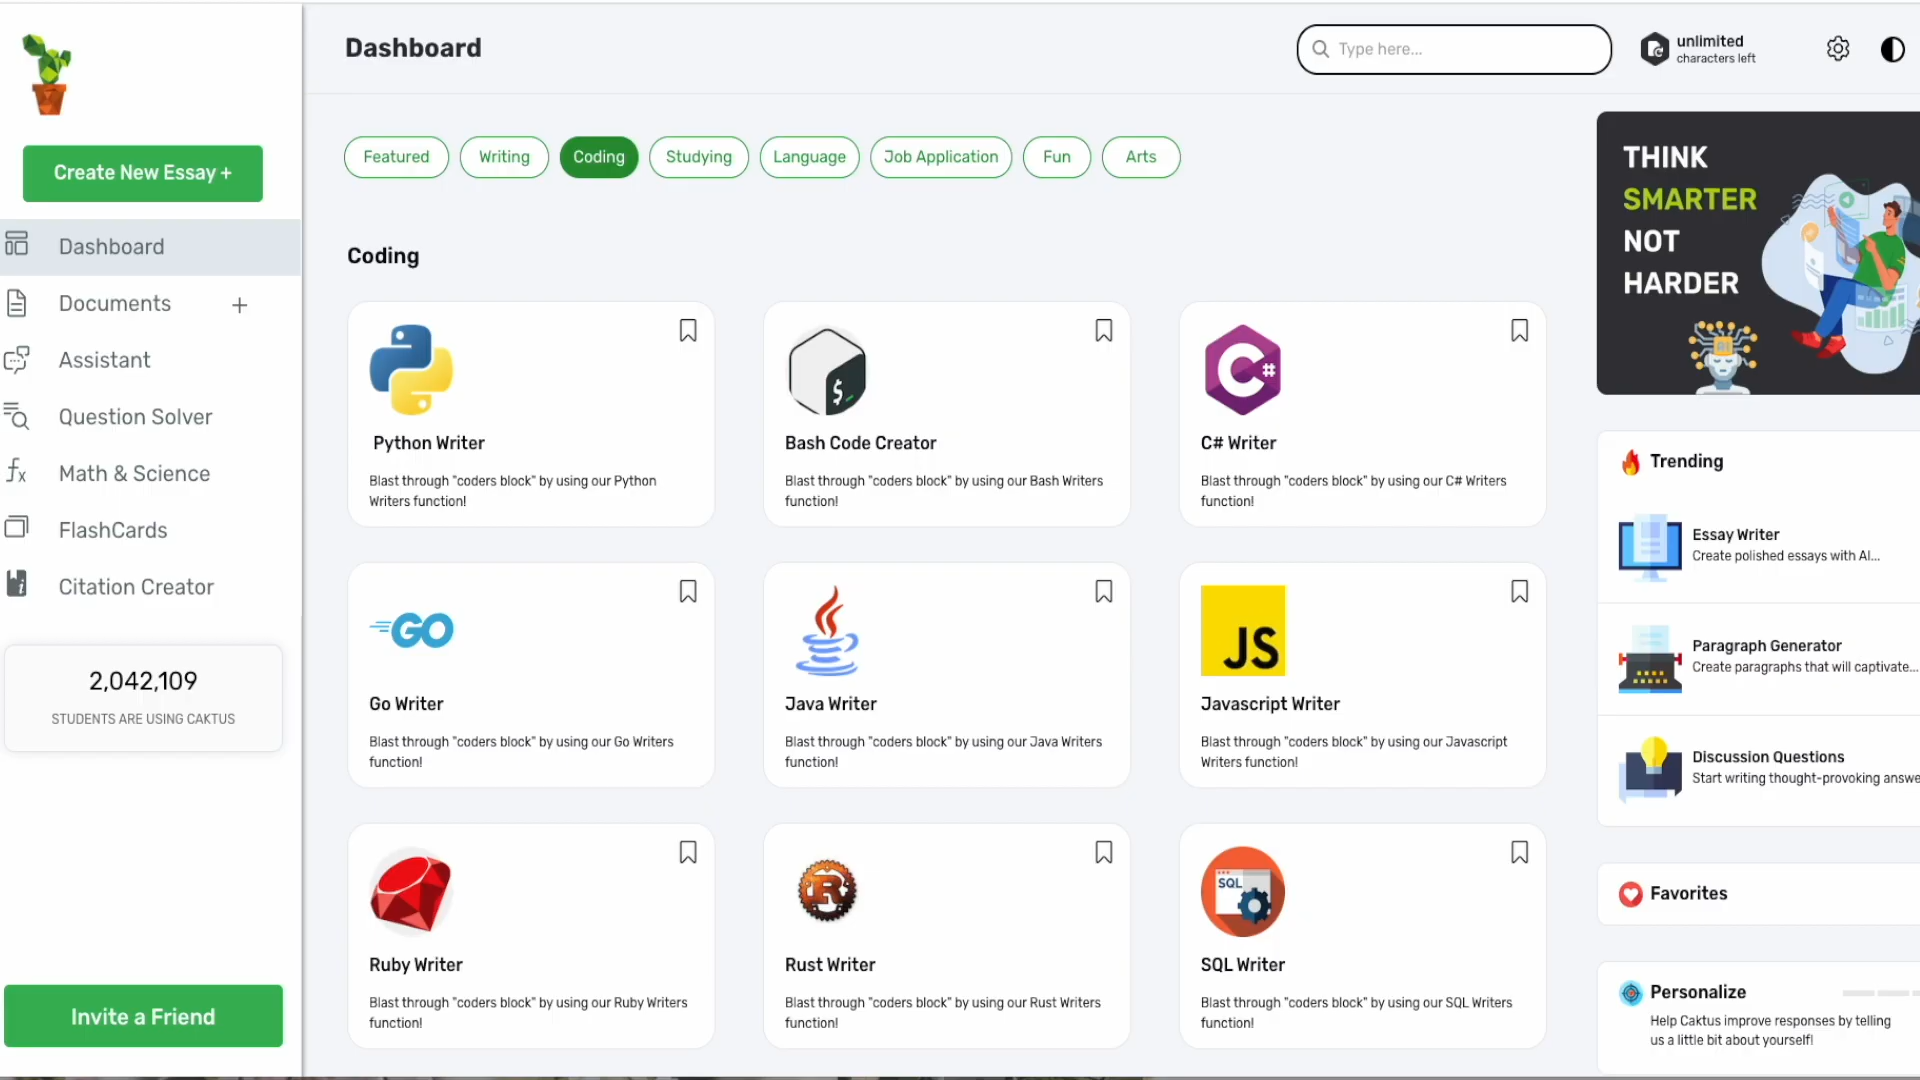 Dashboard
Type here...
unlimited
characters left
Create New Essay +
Dashboard
Documents +
Assistant
Question Solver
Math & Science
FlashCards
Citation Creator
2,042,109
STUDENTS ARE USING CAKTUS
Invite a Friend
Featured
Writing
Coding
Studying
Language
Job Application
Fun
Arts
Coding
Python Writer
Blast through "coders block" by using our Python
Writers function!
$
Bash Code Creator
Blast through "coders block" by using our Bash Writers
function!
C#
C# Writer
Blast through "coders block" by using our C# Writers
function!
GO
Go Writer
Blast through "coders block" by using our Go Writers
function!
Java Writer
Blast through "coders block" by using our Java Writers
function!
JS
Javascript Writer
Blast through "coders block" by using our Javascript
Writers function!
Ruby Writer
Blast through "coders block" by using our Ruby Writers
function!
R
Rust Writer
Blast through "coders block" by using our Rust Writers
function!
SQL
SQL Writer
Blast through "coders block" by using our SQL Writers
function!
THINK
SMARTER
NOT
HARDER
Trending
Essay Writer
Create polished essays with AI...
Paragraph Generator
Create paragraphs that will captivate...
Discussion Questions
Start writing thought-provoking answe
Favorites
Personalize
Help Caktus improve responses by telling
us a little bit about yourself!